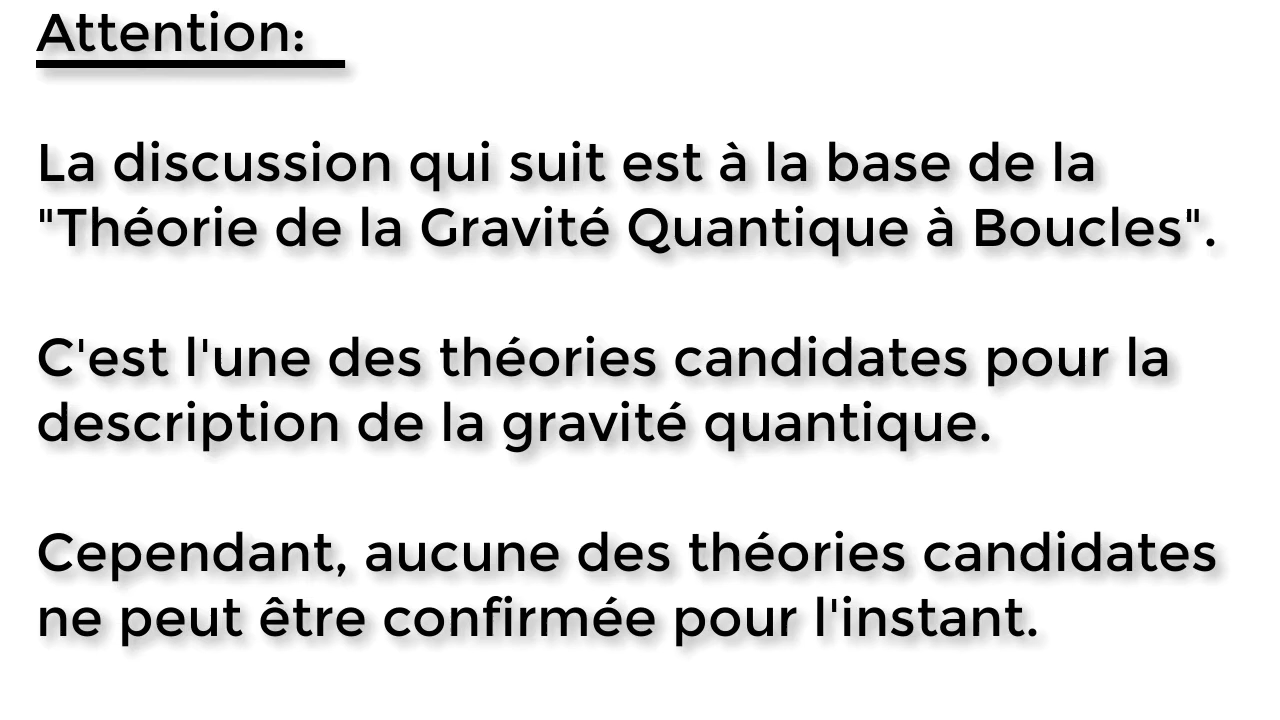 Attention:
La discussion qui suit est à la base de la
"Théorie de la Gravité Quantique à Boucles".
C'est l'une des théories candidates pour la
description de la gravité quantique.
Cependant, aucune des théories candidates
ne peut être confirmée pour l'instant.